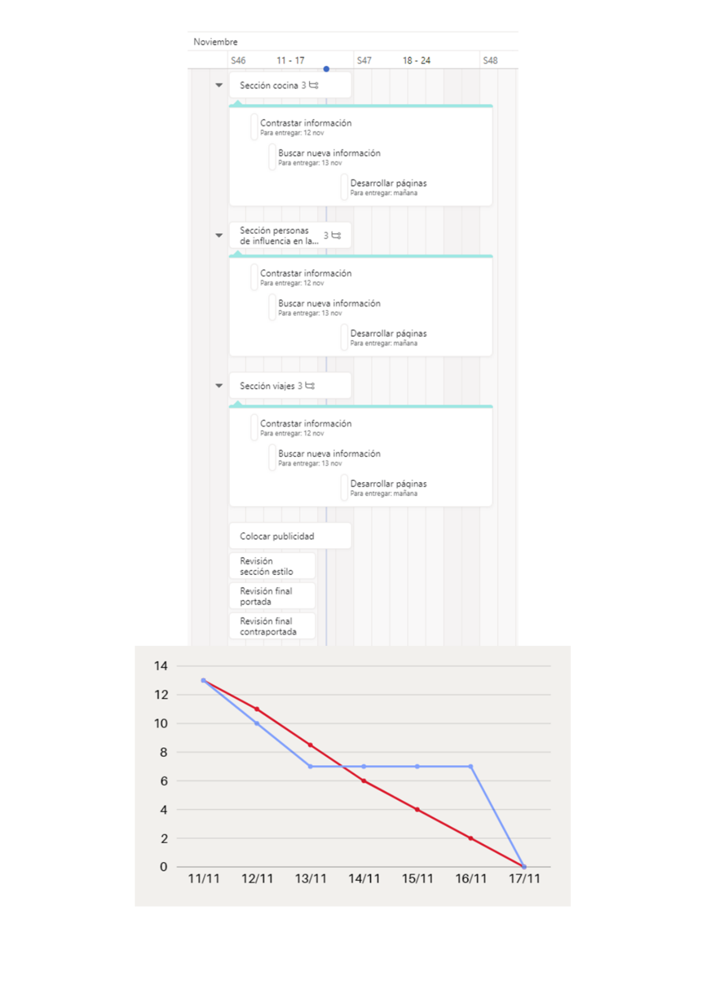 Noviembre
S46 11 - 17 S47 18 - 24 S48
Sección cocina 3
Contrastar información
Para entregar: 12 nov
Buscar nueva información
Para entregar: 13 nov
Desarrollar páginas
Para entregar: mañana
Sección personas
de influencia en la... 3
Contrastar información
Para entregar: 12 nov
Buscar nueva información
Para entregar: 13 nov
Desarrollar páginas
Para entregar: mañana
Sección viajes 3
Contrastar información
Para entregar: 12 nov
Buscar nueva información
Para entregar: 13 nov
Desarrollar páginas
Para entregar: mañana
Colocar publicidad
Revisión
sección estilo
Revisión final
portada
Revisión final
contraportada
14
12
10
8
6
4
2
0
11/11 12/11 13/11 14/11 15/11 16/11 17/11